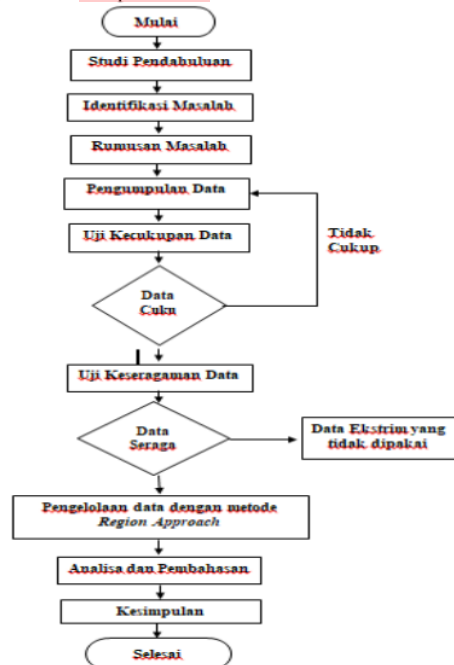 Mulai
Studi Pendahuluan
Identifikasi Masalah
Rumusan Masalah
Pengumpulan Data
Uji Kecukupan Data
Tidak
Cukup
Data
Cuku
Uji Keseragaman Data
Data
Seraga
Data Ekstrim yang
tidak dipakai
Pengelolaan data dengan metode
Region Approach
Analisa dan Pembahasan
Kesimpulan
Selesai